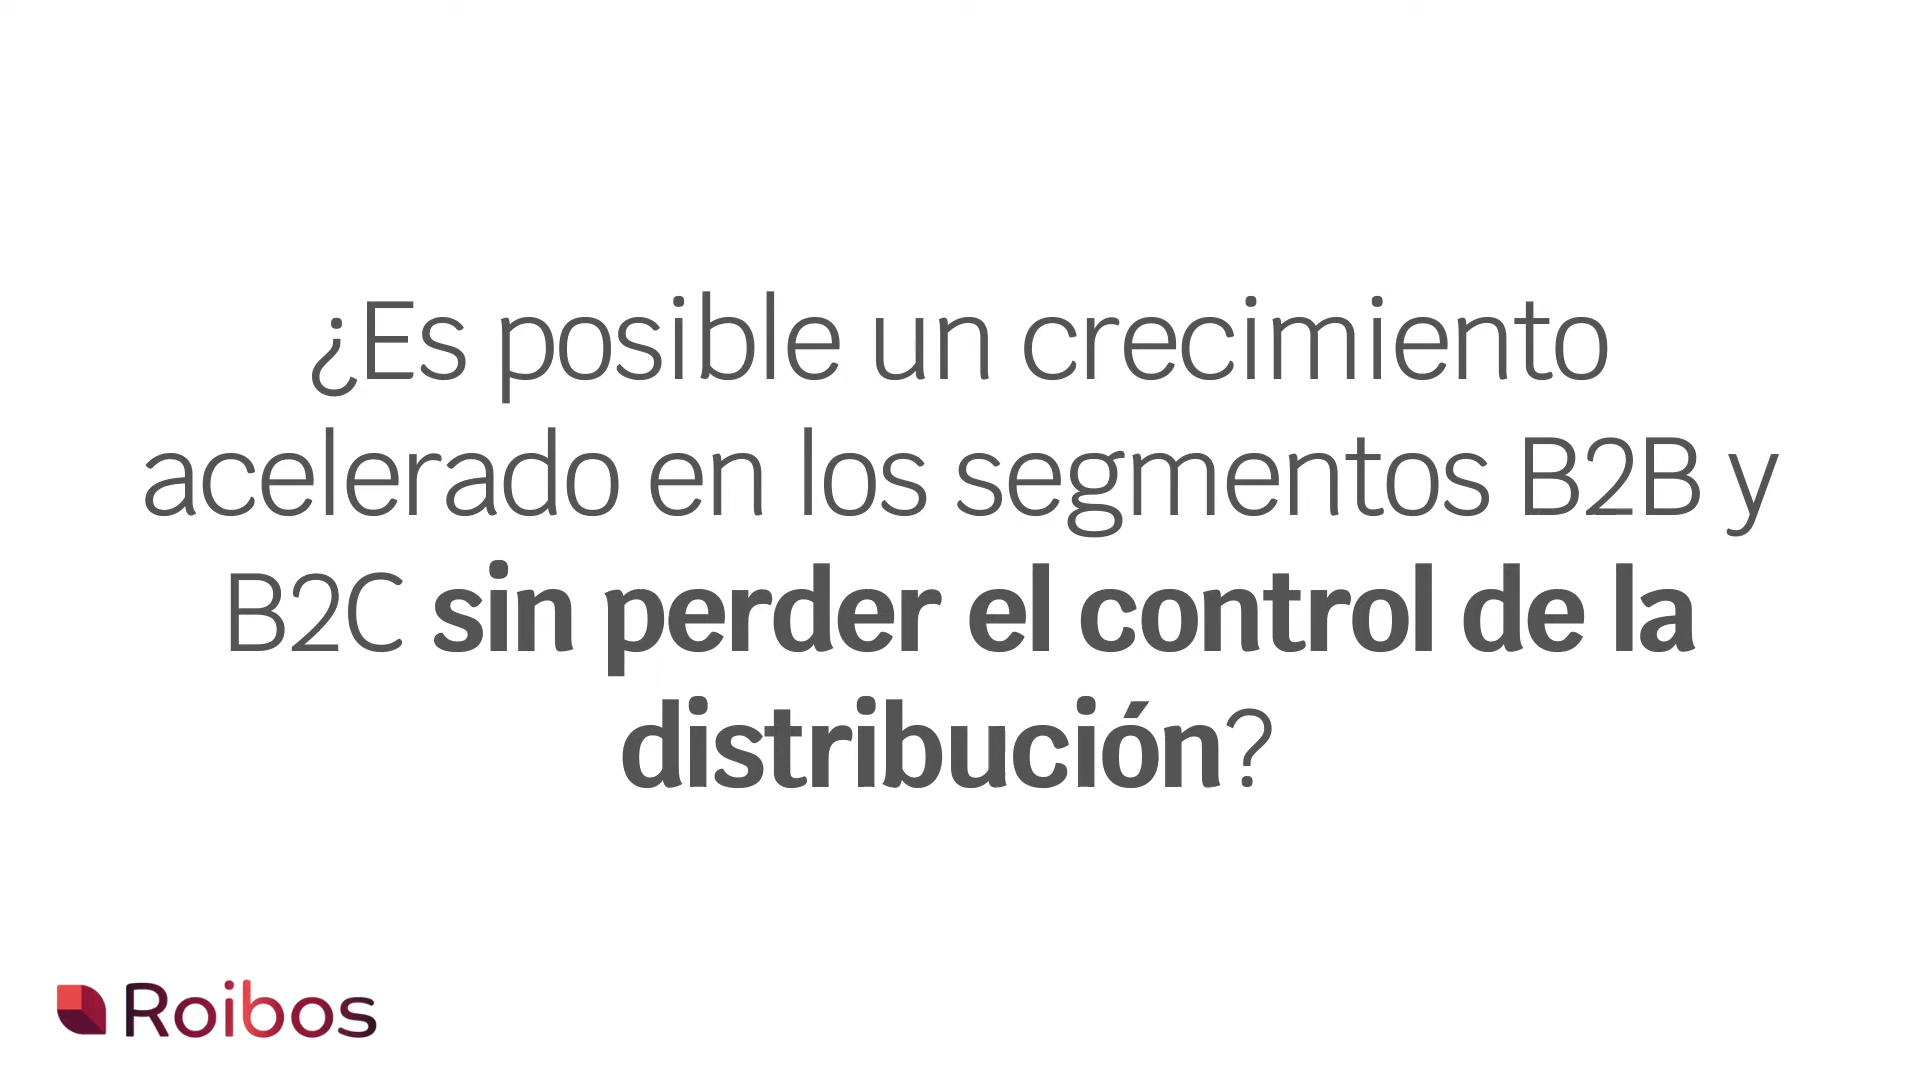 ¿Es posible un crecimiento
acelerado en los segmentos B2B y
B2C sin perder el control de la
distribución?
Roibos